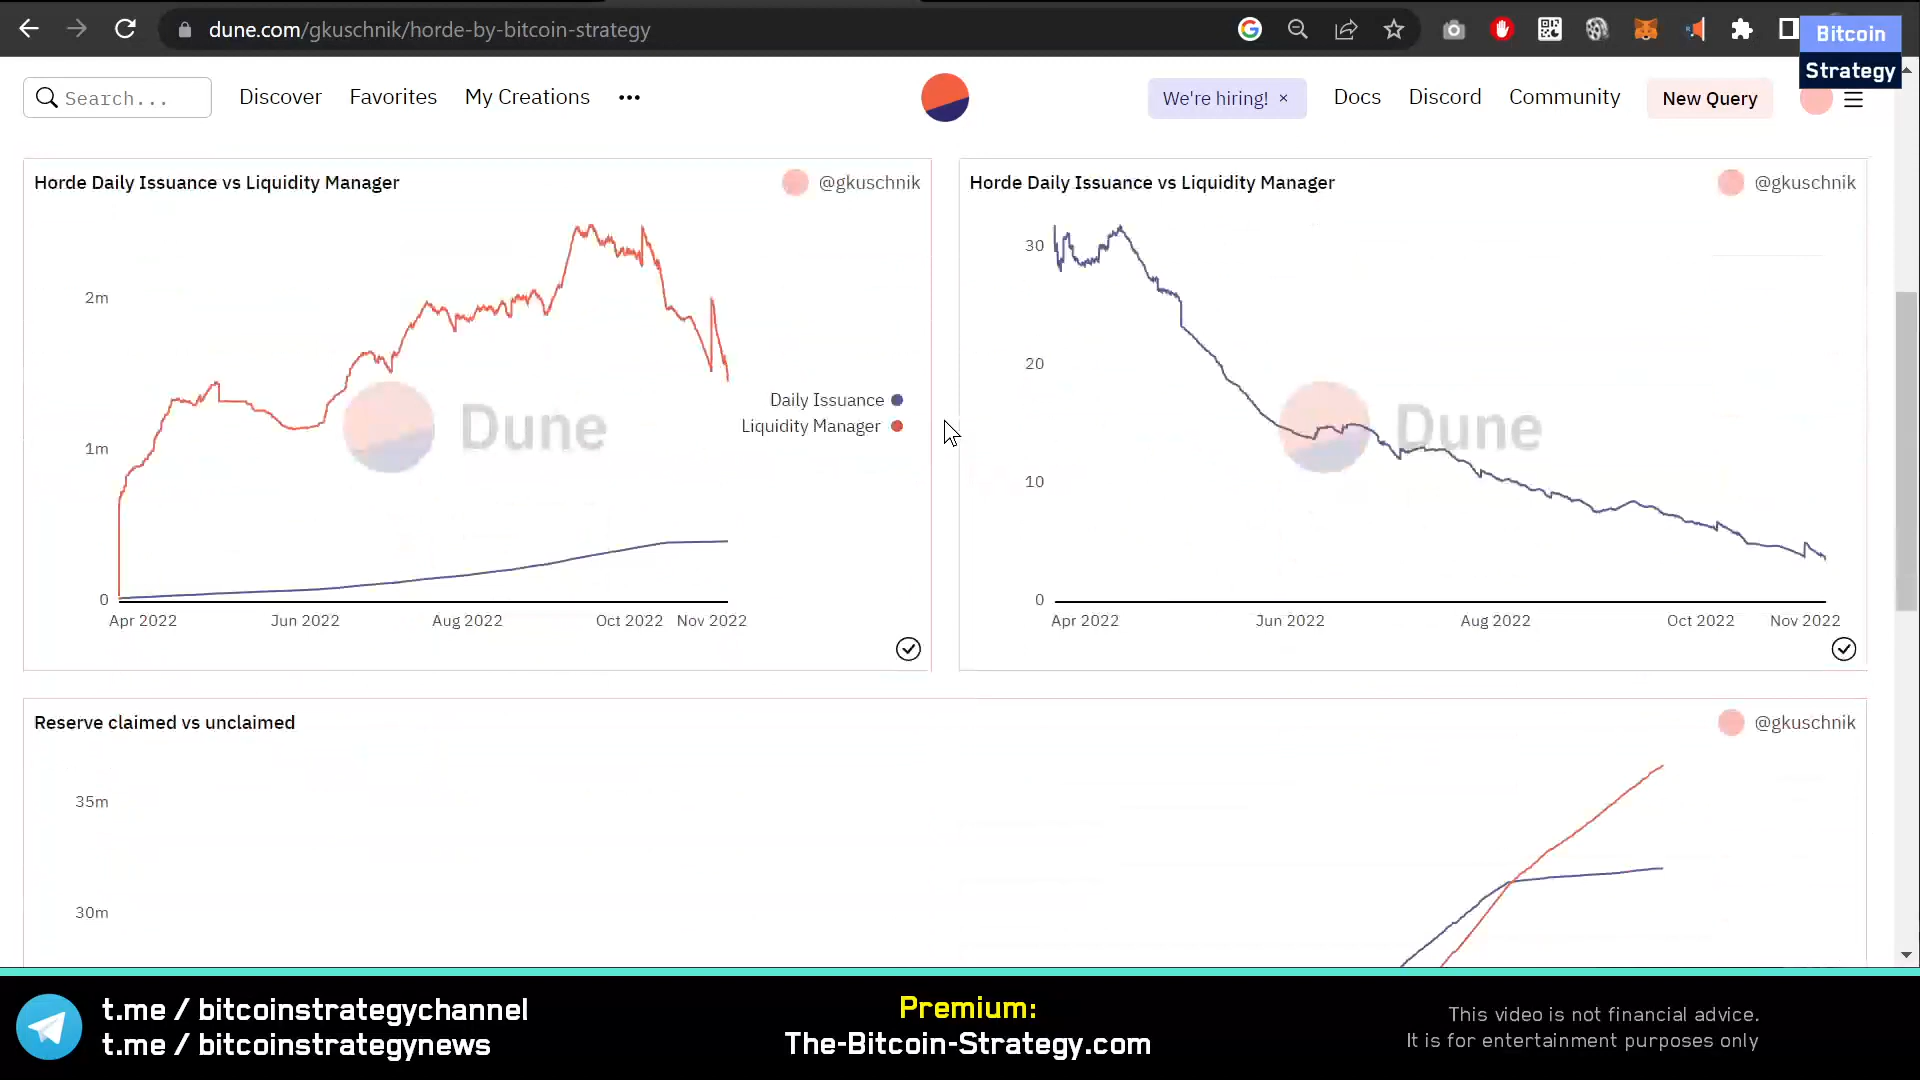 dune.com/gkuschnik/horde-by-bitcoin-strategy
Bitcoin
Strategy
Search...
Discover
Favorites
My Creations
We're hiring! ×
Docs
Discord
Community
New Query
Horde Daily Issuance vs Liquidity Manager
@gkuschnik
2m
1m
0
Dune
Daily Issuance
Liquidity Manager
Apr 2022
Jun 2022
Aug 2022
Oct 2022
Nov 2022
Horde Daily Issuance vs Liquidity Manager
@gkuschnik
30
20
10
0
Dune
Apr 2022
Jun 2022
Aug 2022
Oct 2022
Nov 2022
Reserve claimed vs unclaimed
@gkuschnik
35m
30m
t.me / bitcoinstrategychannel
t.me / bitcoinstrategynews
Premium:
The-Bitcoin-Strategy.com
This video is not financial advice.
It is for entertainment purposes only